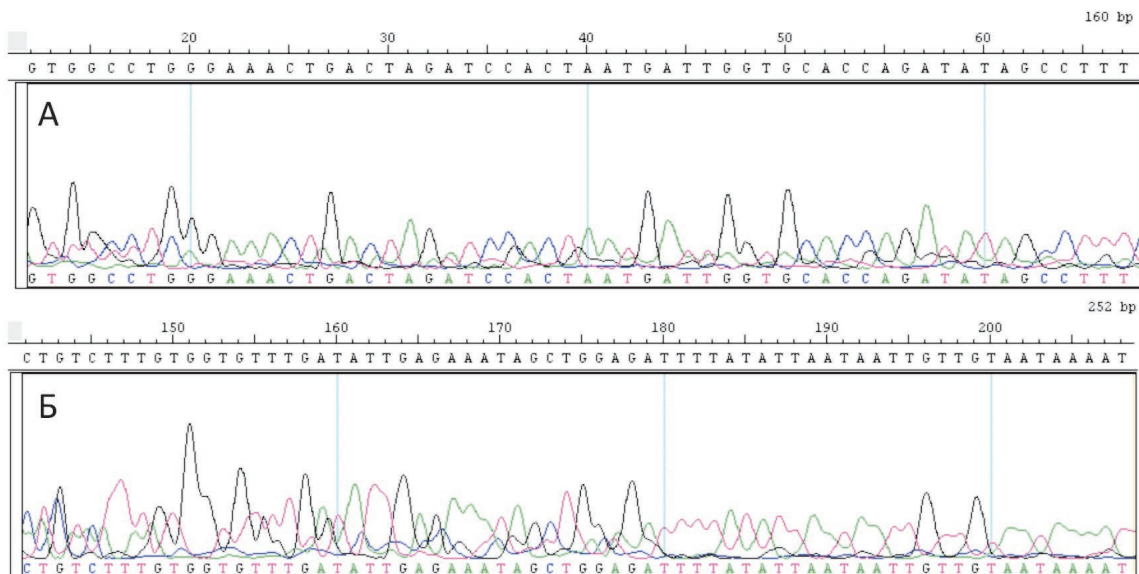 160 bp
20 30 40 50 60
G T G G C C T G G G A A A C T G A C T A G A T C C A C T A A T G A T T G G T G C A C C A G A T A T A G C C T T T
А
G T G G C C T G G G A A A C T G A C T A G A T C C A C T A A T G A T T G G T G C A C C A G A T A T A G C C T T T
252 bp
150 160 170 180 190 200
C T G T C T T T G T G G T G T T T G A T A T T G A G A A A T A G C T G G A G A T T T T A T A T T A A T A A T T G T T G T A A T A A A A T
Б
C T G T C T T T G T G G T G T T T G A T A T T G A G A A A T A G C T G G A G A T T T T A T A T T A A T A A T T G T T G T A A T A A A A T